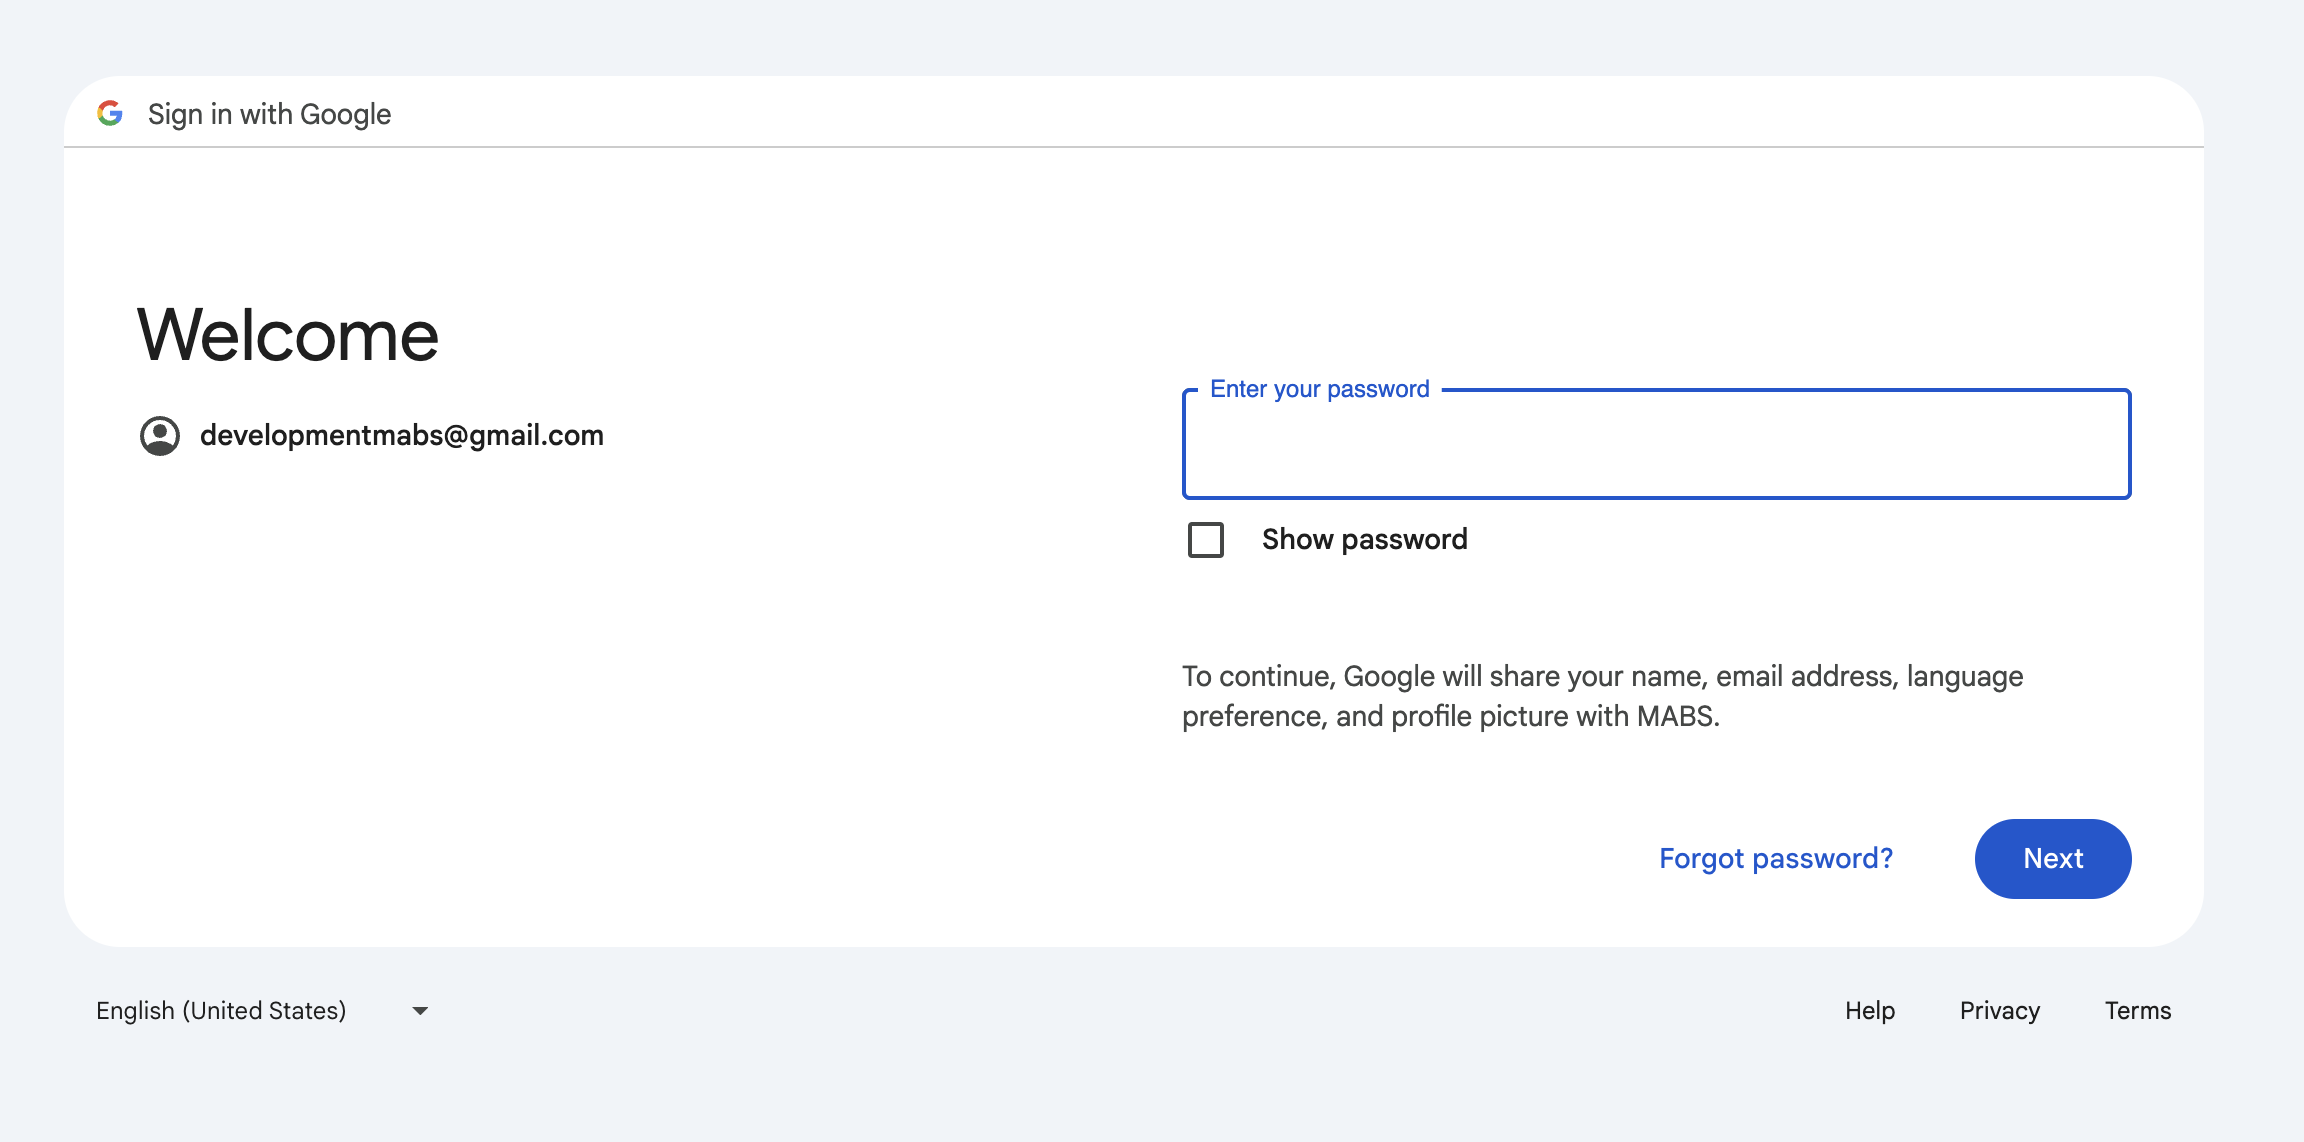 Sign in with Google
Welcome
developmentmabs@gmail.com
Enter your password
Show password
To continue, Google will share your name, email address, language
preference, and profile picture with MABS.
Forgot password?
Next
English (United States)
Help
Privacy
Terms